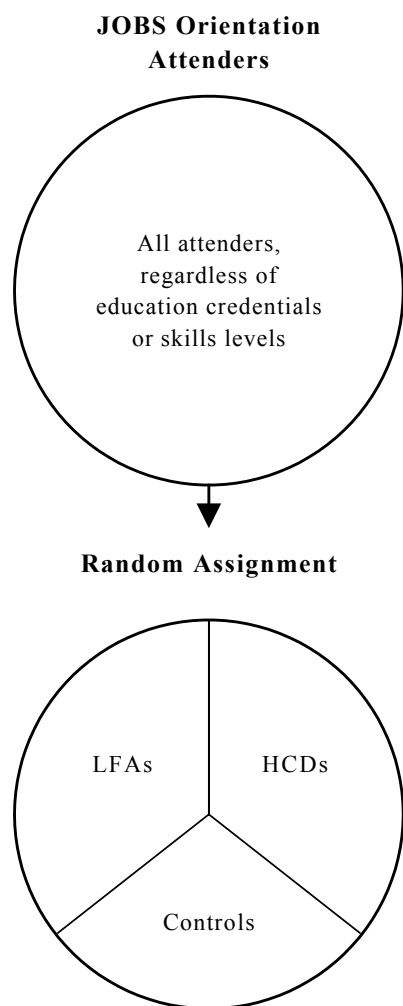 JOBS Orientation
Attenders
All attenders,
regardless of
education credentials
or skills levels
Random Assignment
LFAs
HCDs
Controls